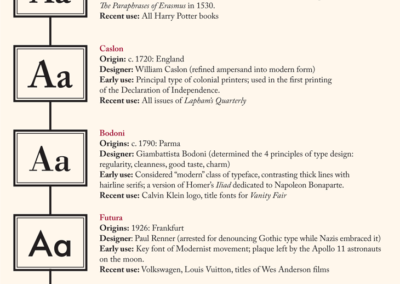 Aa
The Paraphrases of Erasmus in 1530.
Recent use: All Harry Potter books
Aa
Caslon
Origin: c. 1720: England
Designer: William Caslon (refined ampersand into modern form)
Early use: Principal type of colonial printers; used in the first printing
of the Declaration of Independence.
Recent use: All issues of Lapham's Quarterly
Aa
Bodoni
Origin: c. 1790: Parma
Designer: Giambattista Bodoni (determined the 4 principles of type design:
regularity, cleanness, good taste, charm)
Early use: Considered “modern” class of typeface, contrasting thick lines with
hairline serifs; a version of Homer's Iliad dedicated to Napoleon Bonaparte.
Recent use: Calvin Klein logo, title fonts for Vanity Fair
Aa
Futura
Origins: 1926: Frankfurt
Designer: Paul Renner (arrested for denouncing Gothic type while Nazis embraced it)
Early use: Key font of Modernist movement; plaque left by the Apollo 11 astronauts
on the moon.
Recent use: Volkswagen, Louis Vuitton, titles of Wes Anderson films